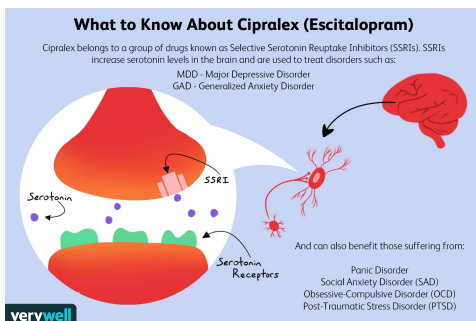 What to Know About Cipralex (Escitalopram)
Cipralex belongs to a group of drugs known as Selective Serotonin Reuptake Inhibitors (SSRIs). SSRIs
increase serotonin levels in the brain and are used to treat disorders such as:
MDD - Major Depressive Disorder
GAD - Generalized Anxiety Disorder
SSRI
Serotonin
Serotonin
Receptors
And can also benefit those suffering from:
Panic Disorder
Social Anxiety Disorder (SAD)
Obsessive-Compulsive Disorder (OCD)
Post-Traumatic Stress Disorder (PTSD)
verywell